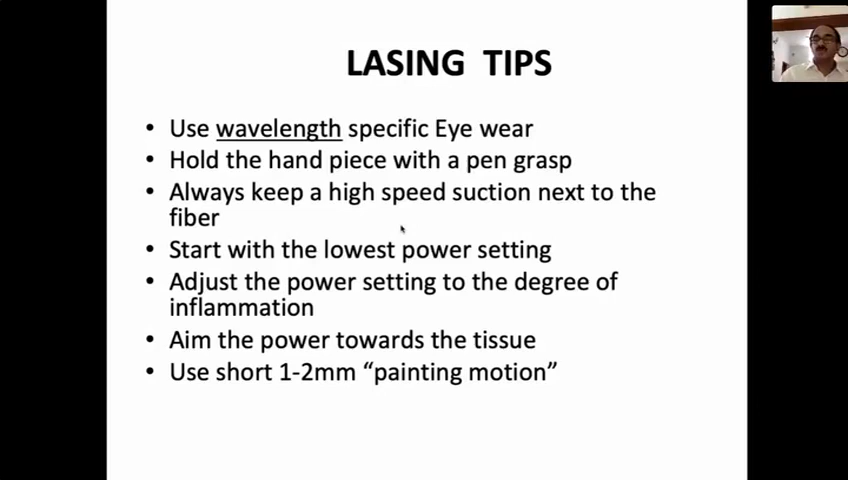 LASING TIPS
• Use wavelength specific Eye wear
• Hold the hand piece with a pen grasp
• Always keep a high speed suction next to the
fiber
• Start with the lowest power setting
• Adjust the power setting to the degree of
inflammation
• Aim the power towards the tissue
• Use short 1-2mm “painting motion”